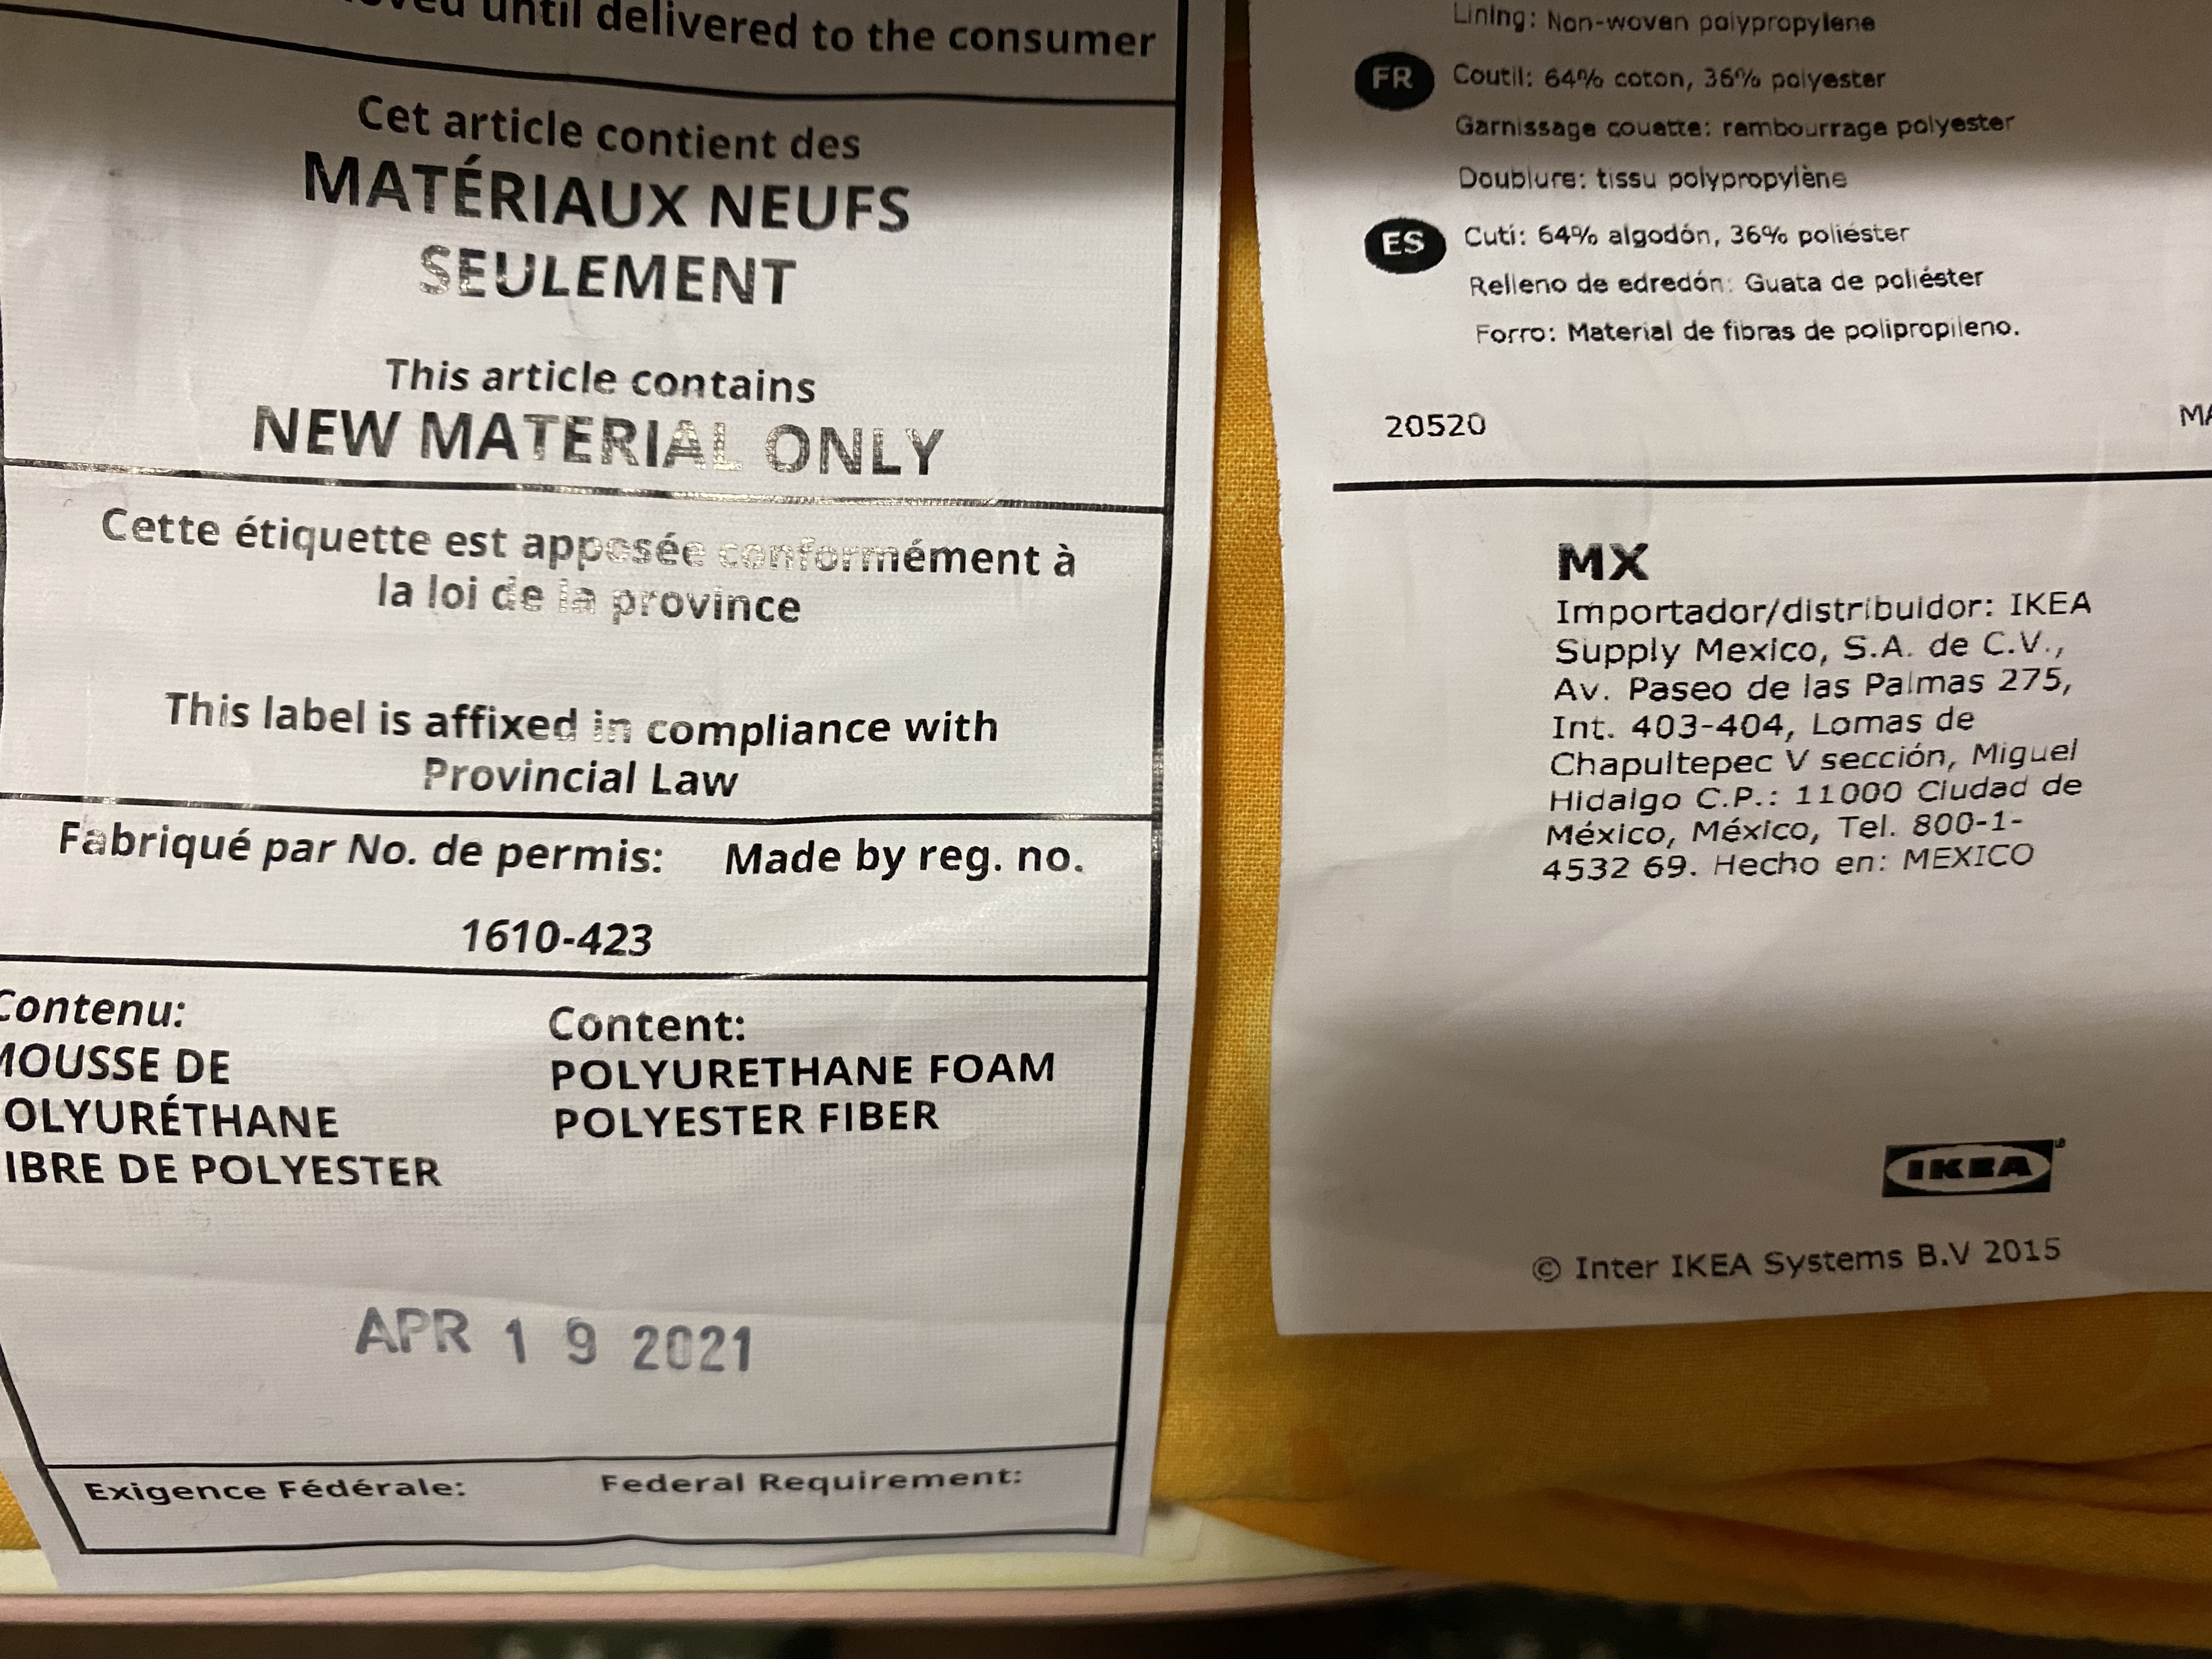 until delivered to the consumer
Cet article contient des
MATÉRIAUX NEUFS
SEULEMENT
This article contains
NEW MATERIAL ONLY
Cette étiquette est apposée conformément à
la loi de la province
This label is affixed in compliance with
Provincial Law
Fabriqué par No. de permis: Made by reg. no.
1610-423
Contenu:
MOUSSE DE
OLYURÉTHANE
IBRE DE POLYESTER
Content:
POLYURETHANE FOAM
POLYESTER FIBER
APR 19 2021
Exigence Fédérale: Federal Requirement:
Lining: Non-woven polypropylene
FR Coutil: 64% coton, 36% polyester
Garnissage couette: rembourrage polyester
Doublure: tissu polypropylène
ES Cutí: 64% algodón, 36% poliéster
Relleno de edredón: Guata de poliéster
Forro: Material de fibras de polipropileno.
20520
MX
Importador/distribuidor: IKEA
Supply Mexico, S.A. de C.V.,
Av. Paseo de las Palmas 275,
Int. 403-404, Lomas de
Chapultepec V sección, Miguel
Hidalgo C.P.: 11000 Ciudad de
México, México, Tel. 800-1-
4532 69. Hecho en: MEXICO
IKEA
© Inter IKEA Systems B.V 2015